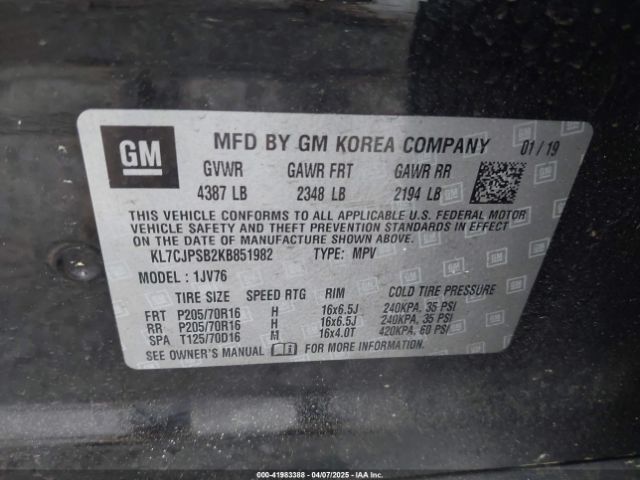 GM
MFD BY GM KOREA COMPANY 01/19
GVWR GAWR FRT GAWR RR
4387 LB 2348 LB 2194 LB
THIS VEHICLE CONFORMS TO ALL APPLICABLE U.S. FEDERAL MOTOR
VEHICLE SAFETY AND THEFT PREVENTION STANDARDS IN EFFECT
ON THE DATE OF MANUFACTURE SHOWN ABOVE.
KL7CJPSB2KB851982 TYPE: MPV
MODEL: 1JV76
TIRE SIZE SPEED RTG RIM COLD TIRE PRESSURE
FRT P205/70R16 H 16x6.5J 240KPA, 35 PSI
RR P205/70R16 H 16x6.5J 240KPA, 35 PSI
SPA T125/70D16 M 16x4.0T 420KPA, 60 PSI
SEE OWNER'S MANUAL FOR MORE INFORMATION.
000-41983388 - 04/07/2025 - IAA, Inc.